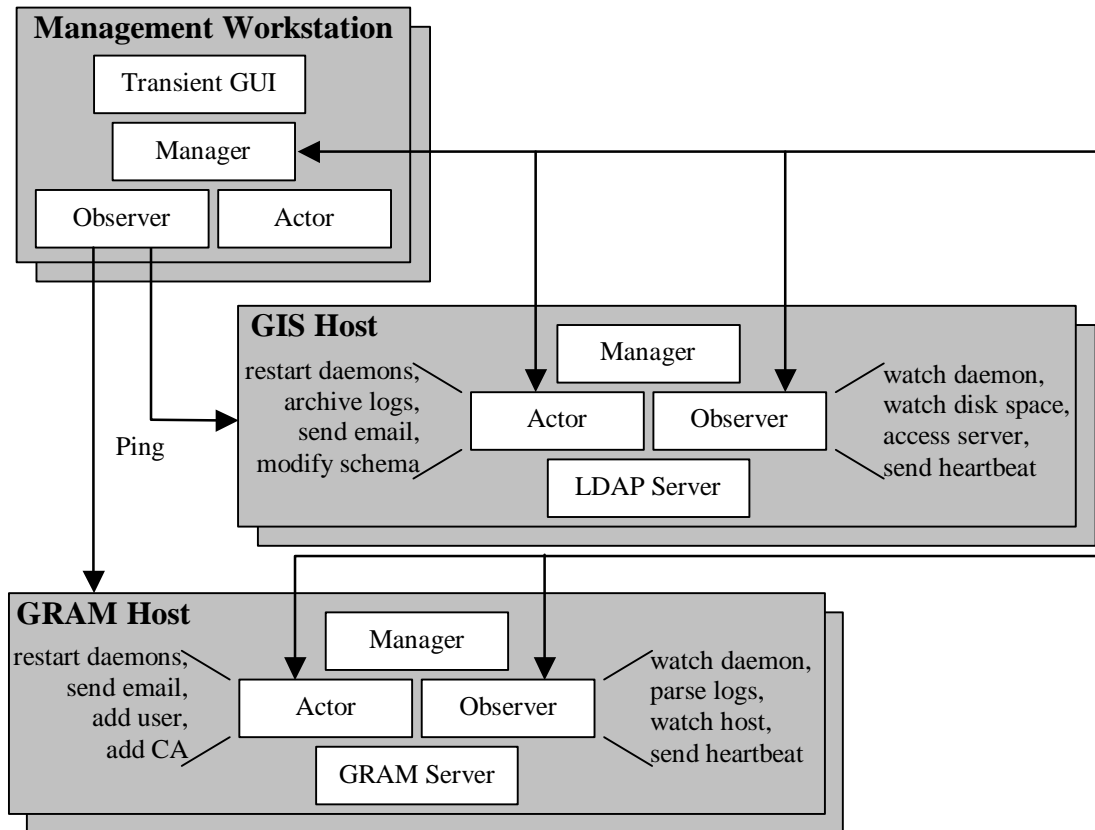 Management Workstation
Transient GUI
Manager
Observer
Actor
Ping
GIS Host
Manager
restart daemons,
archive logs,
send email,
modify schema
Actor
Observer
watch daemon,
watch disk space,
access server,
send heartbeat
LDAP Server
GRAM Host
Manager
restart daemons,
send email,
add user,
add CA
Actor
Observer
watch daemon,
parse logs,
watch host,
send heartbeat
GRAM Server